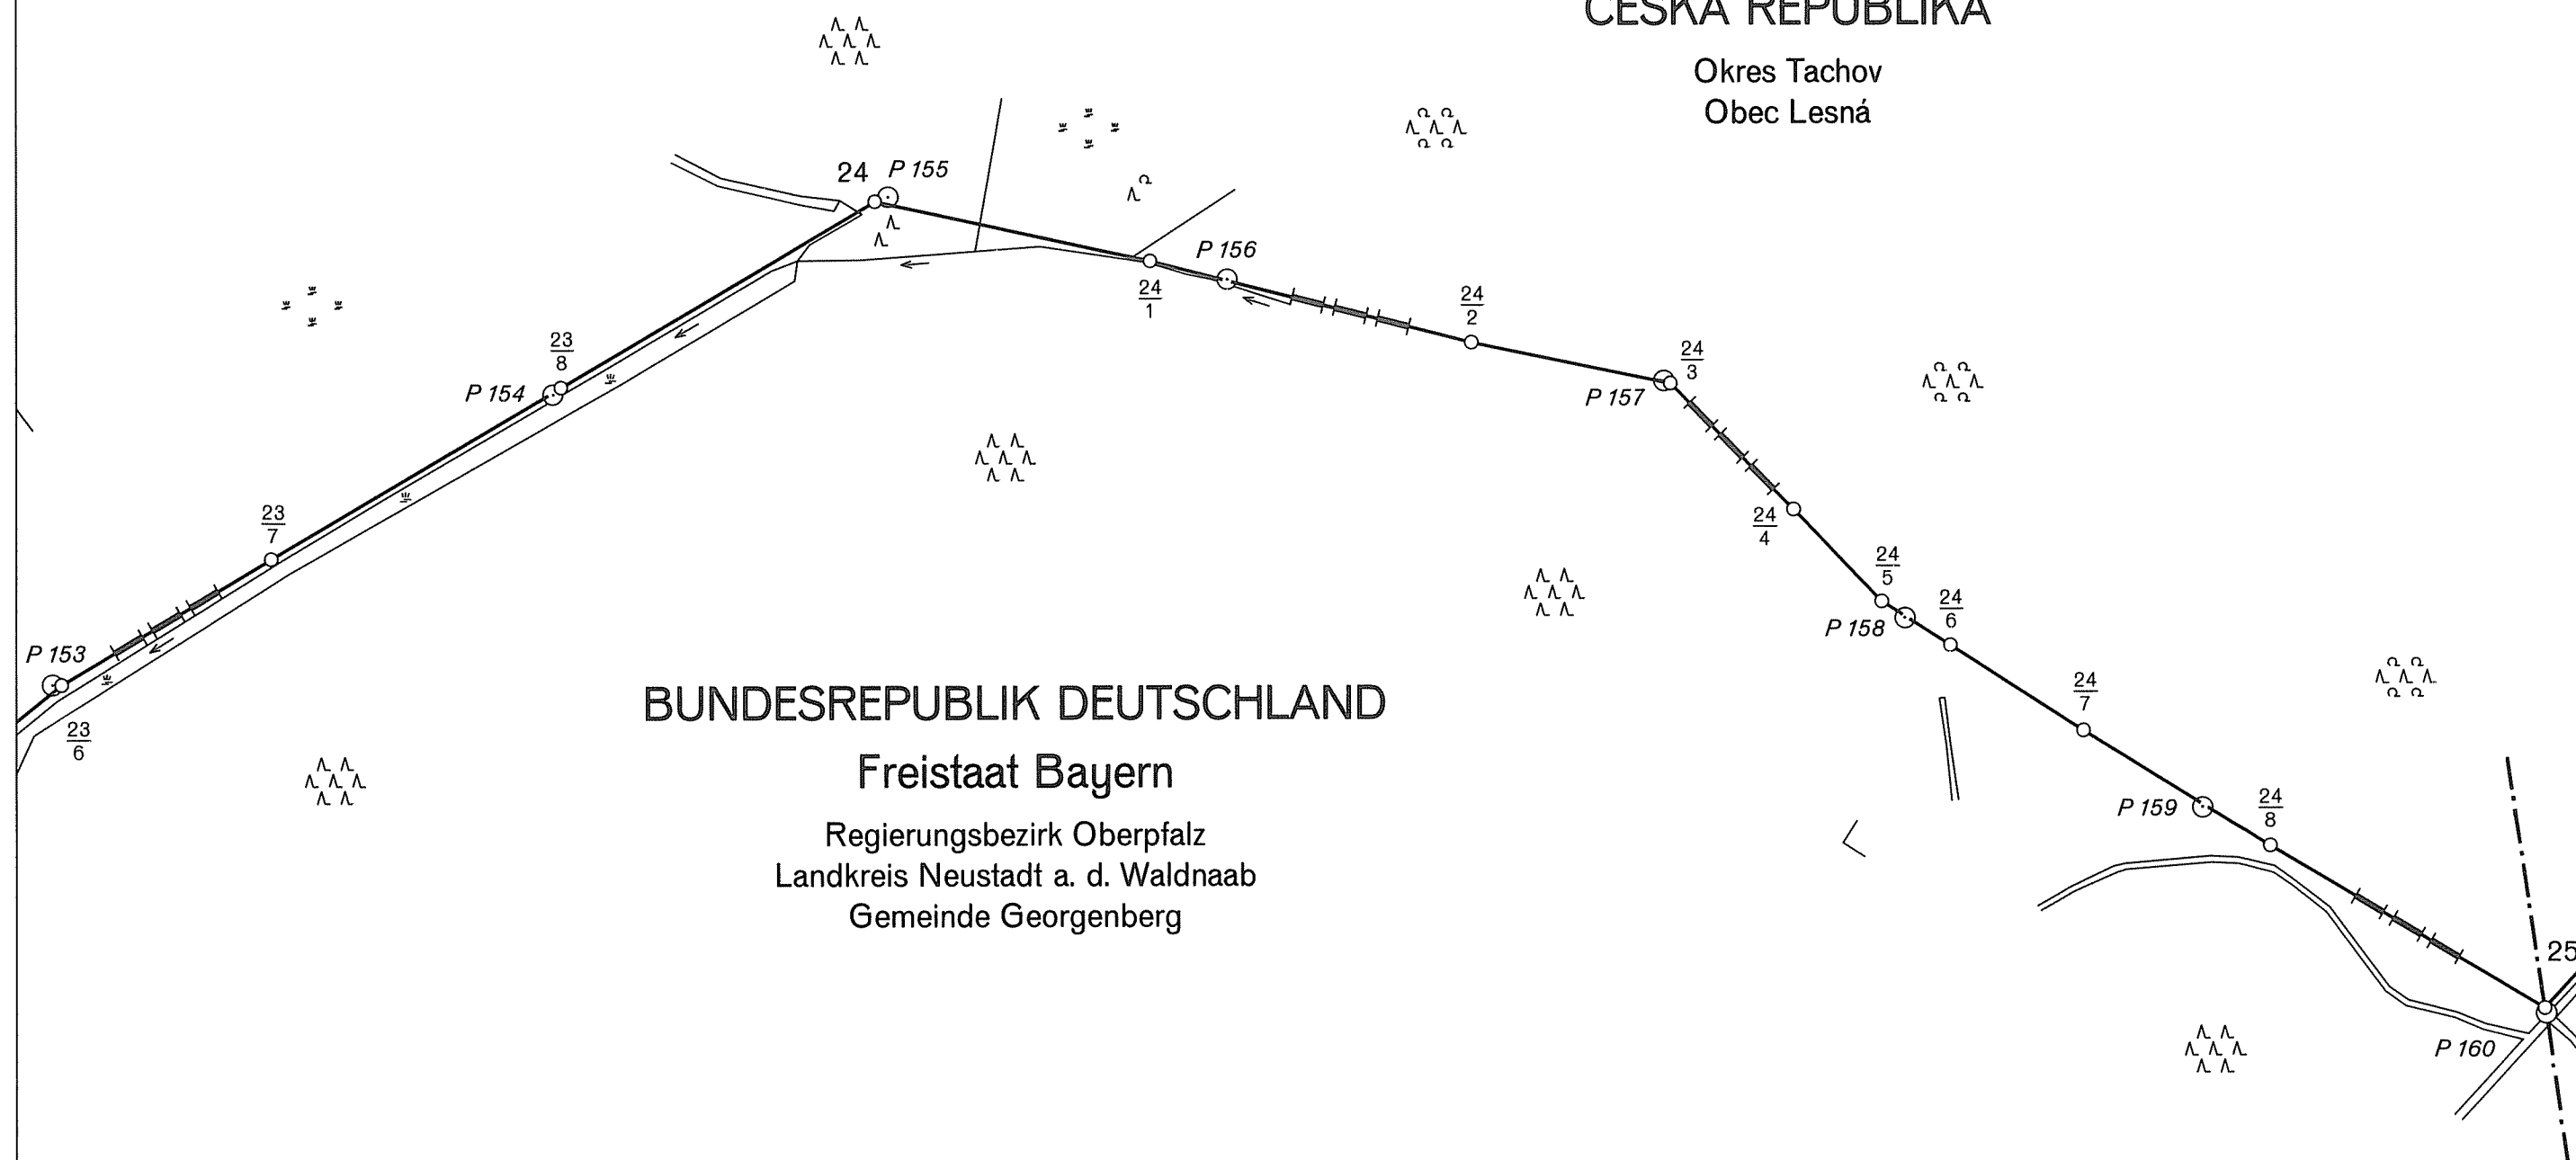 ČESKÁ REPUBLIKA
Okres Tachov
Obec Lesná
24
P 155
P 156
24
1
24
2
24
3
P 157
23
8
P 154
23
7
24
4
24
5
24
6
P 158
P 153
23
6
24
7
BUNDESREPUBLIK DEUTSCHLAND
Freistaat Bayern
Regierungsbezirk Oberpfalz
Landkreis Neustadt a. d. Waldnaab
Gemeinde Georgenberg
P 159
24
8
25
P 160